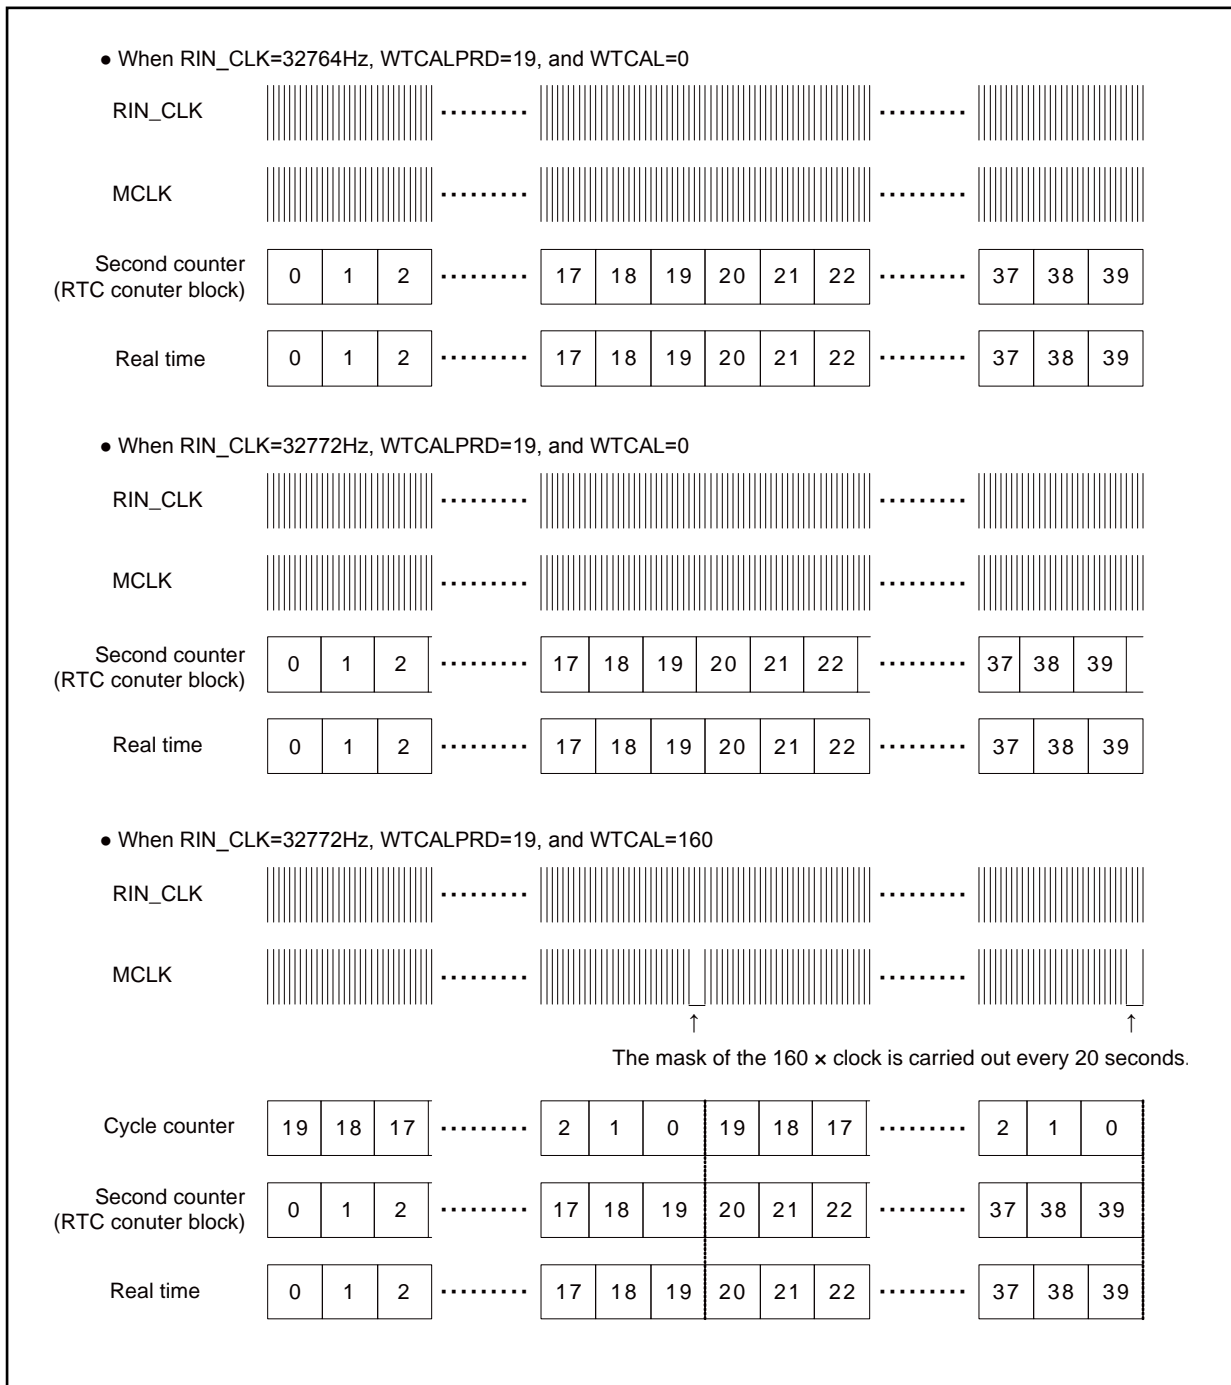 ● When RIN_CLK=32764Hz, WTCALPRD=19, and WTCAL=0
RIN_CLK ......... .........
MCLK ......... .........
Second counter
(RTC conuter block)
0 1 2 ......... 17 18 19 20 21 22 ......... 37 38 39
Real time 0 1 2 ......... 17 18 19 20 21 22 ......... 37 38 39
● When RIN_CLK=32772Hz, WTCALPRD=19, and WTCAL=0
RIN_CLK ......... .........
MCLK ......... .........
Second counter
(RTC conuter block)
0 1 2 ......... 17 18 19 20 21 22 ......... 37 38 39
Real time 0 1 2 ......... 17 18 19 20 21 22 ......... 37 38 39
● When RIN_CLK=32772Hz, WTCALPRD=19, and WTCAL=160
RIN_CLK ......... .........
MCLK ......... .........
↑ ↑
The mask of the 160 × clock is carried out every 20 seconds.
Cycle counter 19 18 17 ......... 2 1 0 19 18 17 ......... 2 1 0
Second counter
(RTC conuter block)
0 1 2 ......... 17 18 19 20 21 22 ......... 37 38 39
Real time 0 1 2 ......... 17 18 19 20 21 22 ......... 37 38 39